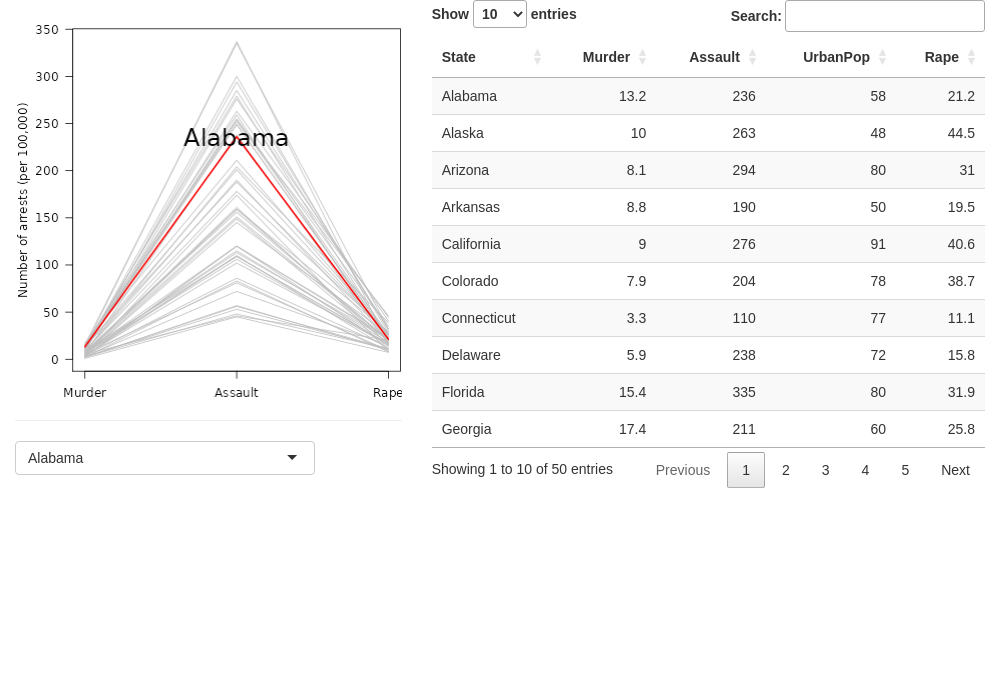 350
300
250
200
150
100
50
0
Number of arrests (per 100,000)
Alabama
Murder Assault Rape
Alabama
Show 10 entries
Search:
State Murder Assault UrbanPop Rape
Alabama 13.2 236 58 21.2
Alaska 10 263 48 44.5
Arizona 8.1 294 80 31
Arkansas 8.8 190 50 19.5
California 9 276 91 40.6
Colorado 7.9 204 78 38.7
Connecticut 3.3 110 77 11.1
Delaware 5.9 238 72 15.8
Florida 15.4 335 80 31.9
Georgia 17.4 211 60 25.8
Showing 1 to 10 of 50 entries
Previous 1 2 3 4 5 Next